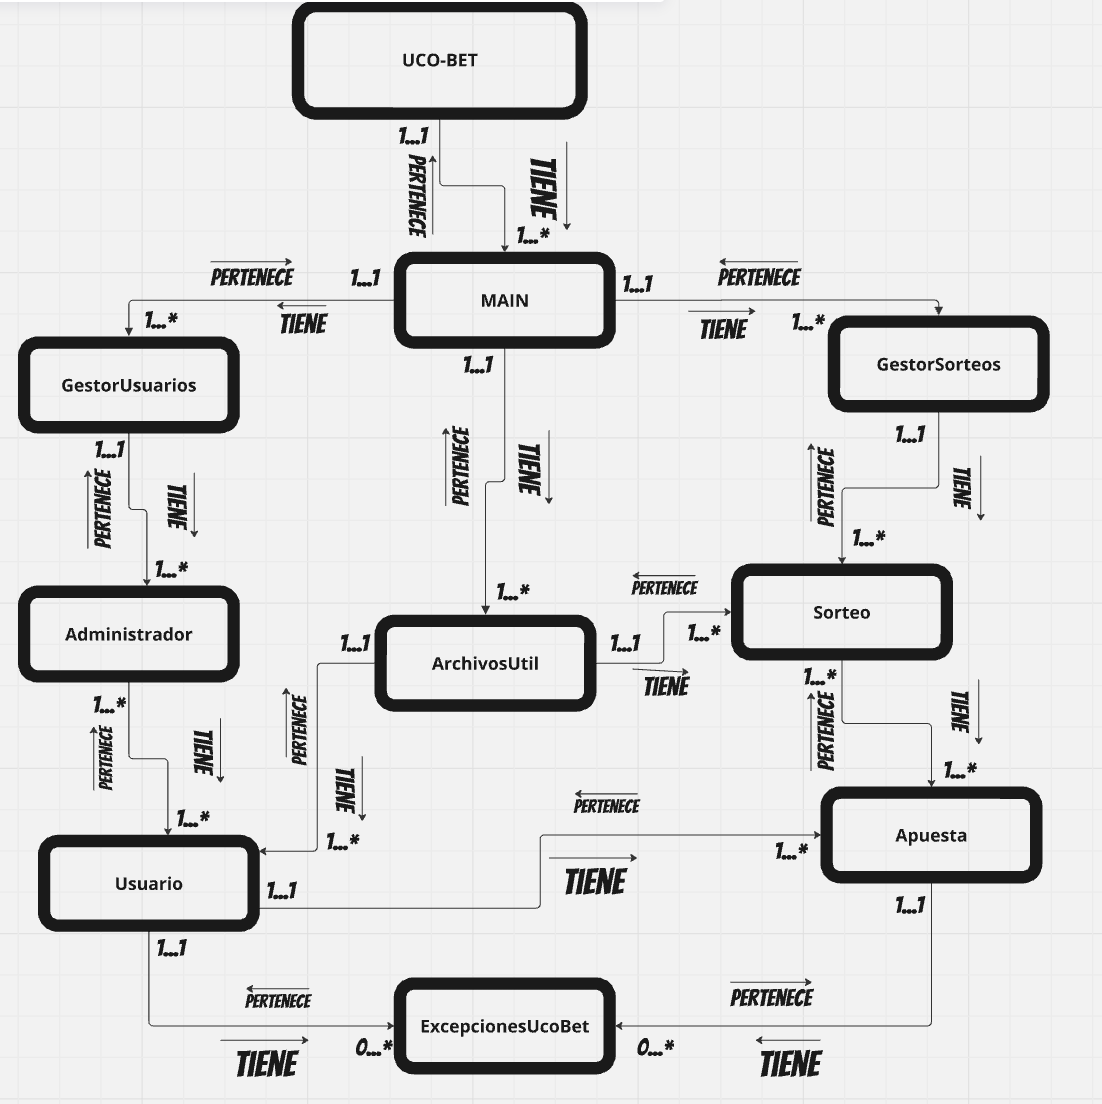 UCO-BET
1...1
PERTENECE
TIENE
1...*
PERTENECE
1...1
MAIN
1...1
PERTENECE
1...*
TIENE
TIENE
1...*
GestorUsuarios
1...1
GestorSorteos
1...1
PERTENECE
TIENE
1...1
PERTENECE
TIENE
PERTENECE
TIENE
1...*
1...*
1...*
PERTENECE
Administrador
1...1
ArchivosUtil
1...1
1...*
Sorteo
TIENE
1...*
PERTENECE
TIENE
PERTENECE
1...*
PERTENECE
TIENE
1...*
TIENE
1...*
1...*
PERTENECE
1...*
Usuario
1...1
TIENE
Apuesta
1...1
1...1
PERTENECE
PERTENECE
ExcepcionesUcoBet
TIENE
0...*
0...*
TIENE